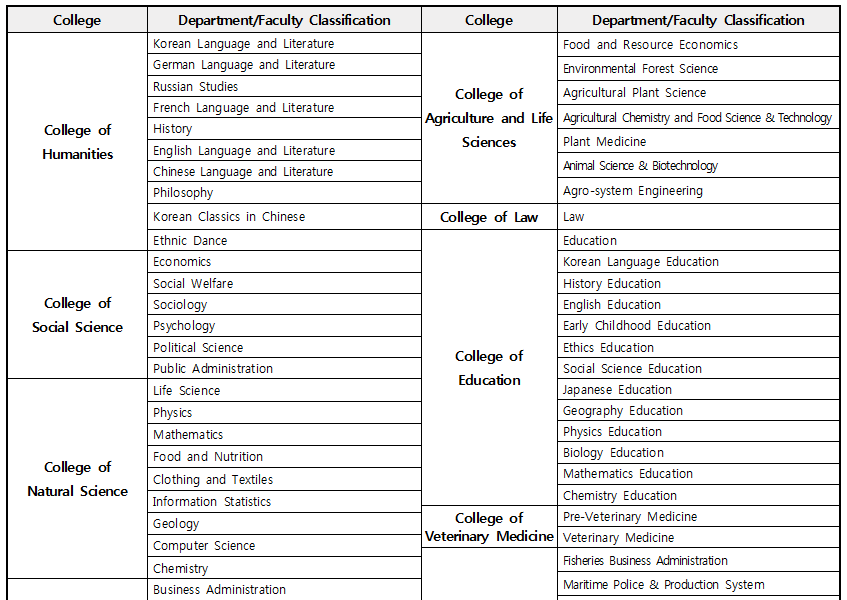 College
Department/Faculty Classification
College of
Humanities
Korean Language and Literature
German Language and Literature
Russian Studies
French Language and Literature
History
English Language and Literature
Chinese Language and Literature
Philosophy
Korean Classics in Chinese
Ethnic Dance
College of
Social Science
Economics
Social Welfare
Sociology
Psychology
Political Science
Public Administration
College of
Natural Science
Life Science
Physics
Mathematics
Food and Nutrition
Clothing and Textiles
Information Statistics
Geology
Computer Science
Chemistry
Business Administration
College
Department/Faculty Classification
College of
Agriculture and Life
Sciences
Food and Resource Economics
Environmental Forest Science
Agricultural Plant Science
Agricultural Chemistry and Food Science & Technology
Plant Medicine
Animal Science & Biotechnology
Agro-system Engineering
College of Law
Law
College of
Education
Education
Korean Language Education
History Education
English Education
Early Childhood Education
Ethics Education
Social Science Education
Japanese Education
Geography Education
Physics Education
Biology Education
Mathematics Education
Chemistry Education
College of
Veterinary Medicine
Pre-Veterinary Medicine
Veterinary Medicine
Fisheries Business Administration
Maritime Police & Production System